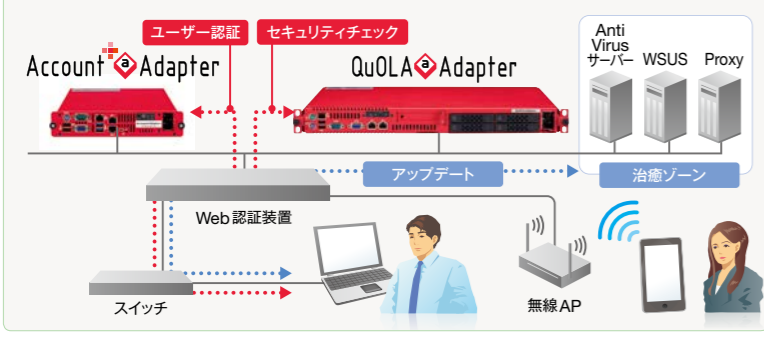 ユーザー認証
セキュリティチェック
Account@Adapter
QuOLA@Adapter
Anti
Virus
サーバー
WSUS
Proxy
アップデート
治癒ゾーン
Web認証装置
スイッチ
無線AP